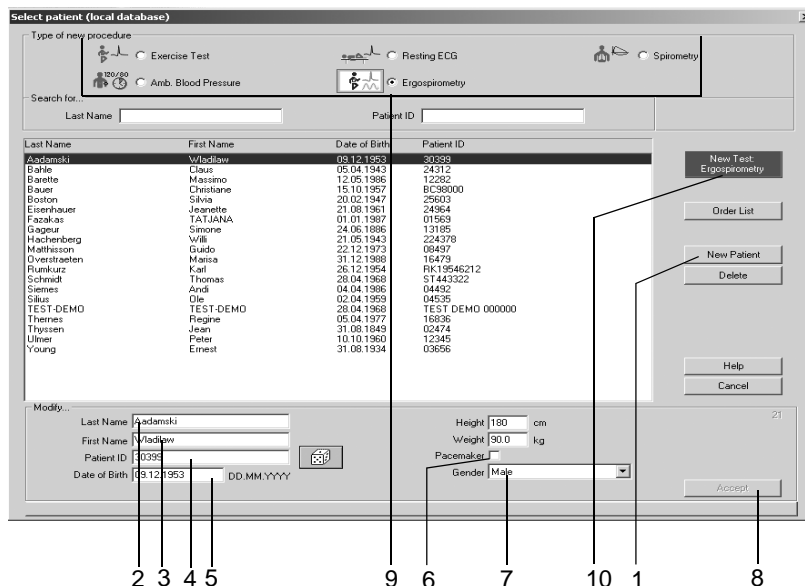 Select patient (local database)
Type of new procedure
Exercise Test
Resting ECG
Spirometry
120/80
Amb. Blood Pressure
Ergospirometry
Search for...
Last Name
Patient ID
Last Name First Name Date of Birth Patient ID
Aadamski Wladilaw 09.12.1953 30399
Bahle Claus 05.04.1943 24312
Barette Massimo 12.05.1986 12282
Bauer Christiane 15.10.1957 BC98000
Boston Silvia 20.02.1947 25603
Eisenhauer Jeanette 21.08.1961 24964
Fazakas TATJANA 01.01.1987 01569
Gageur Simone 24.06.1886 13185
Hachenberg Willi 21.05.1943 224378
Matthisson Guido 22.12.1973 08497
Overstraeten Marisa 31.12.1988 16479
Rumkurz Karl 26.12.1954 RK19546212
Schmidt Thomas 28.04.1968 ST443322
Siemes Andi 04.04.1986 04492
Silius Ole 02.04.1959 04535
TEST-DEMO TEST-DEMO 28.04.1968 TEST DEMO 000000
Thernes Regine 05.04.1977 16836
Thyssen Jean 31.08.1849 02474
Ulmer Peter 10.10.1960 12345
Young Ernest 31.08.1934 03656
New Test:
Ergospirometry
Order List
New Patient
Delete
Help
Cancel
Modify...
Last Name Aadamski
First Name Wladilaw
Patient ID 30399
Date of Birth 09.12.1953 DD.MM.YYYY
Height 180 cm
Weight 90.0 kg
Pacemaker
Gender Male
21
Accept
2 3 4 5 9 6 7 10 1 8